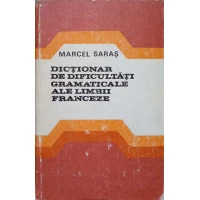 MARCEL SARAȘ
DICȚIONAR
DE DIFICULTĂȚI
GRAMATICALE
ALE LIMBII
FRANCEZE